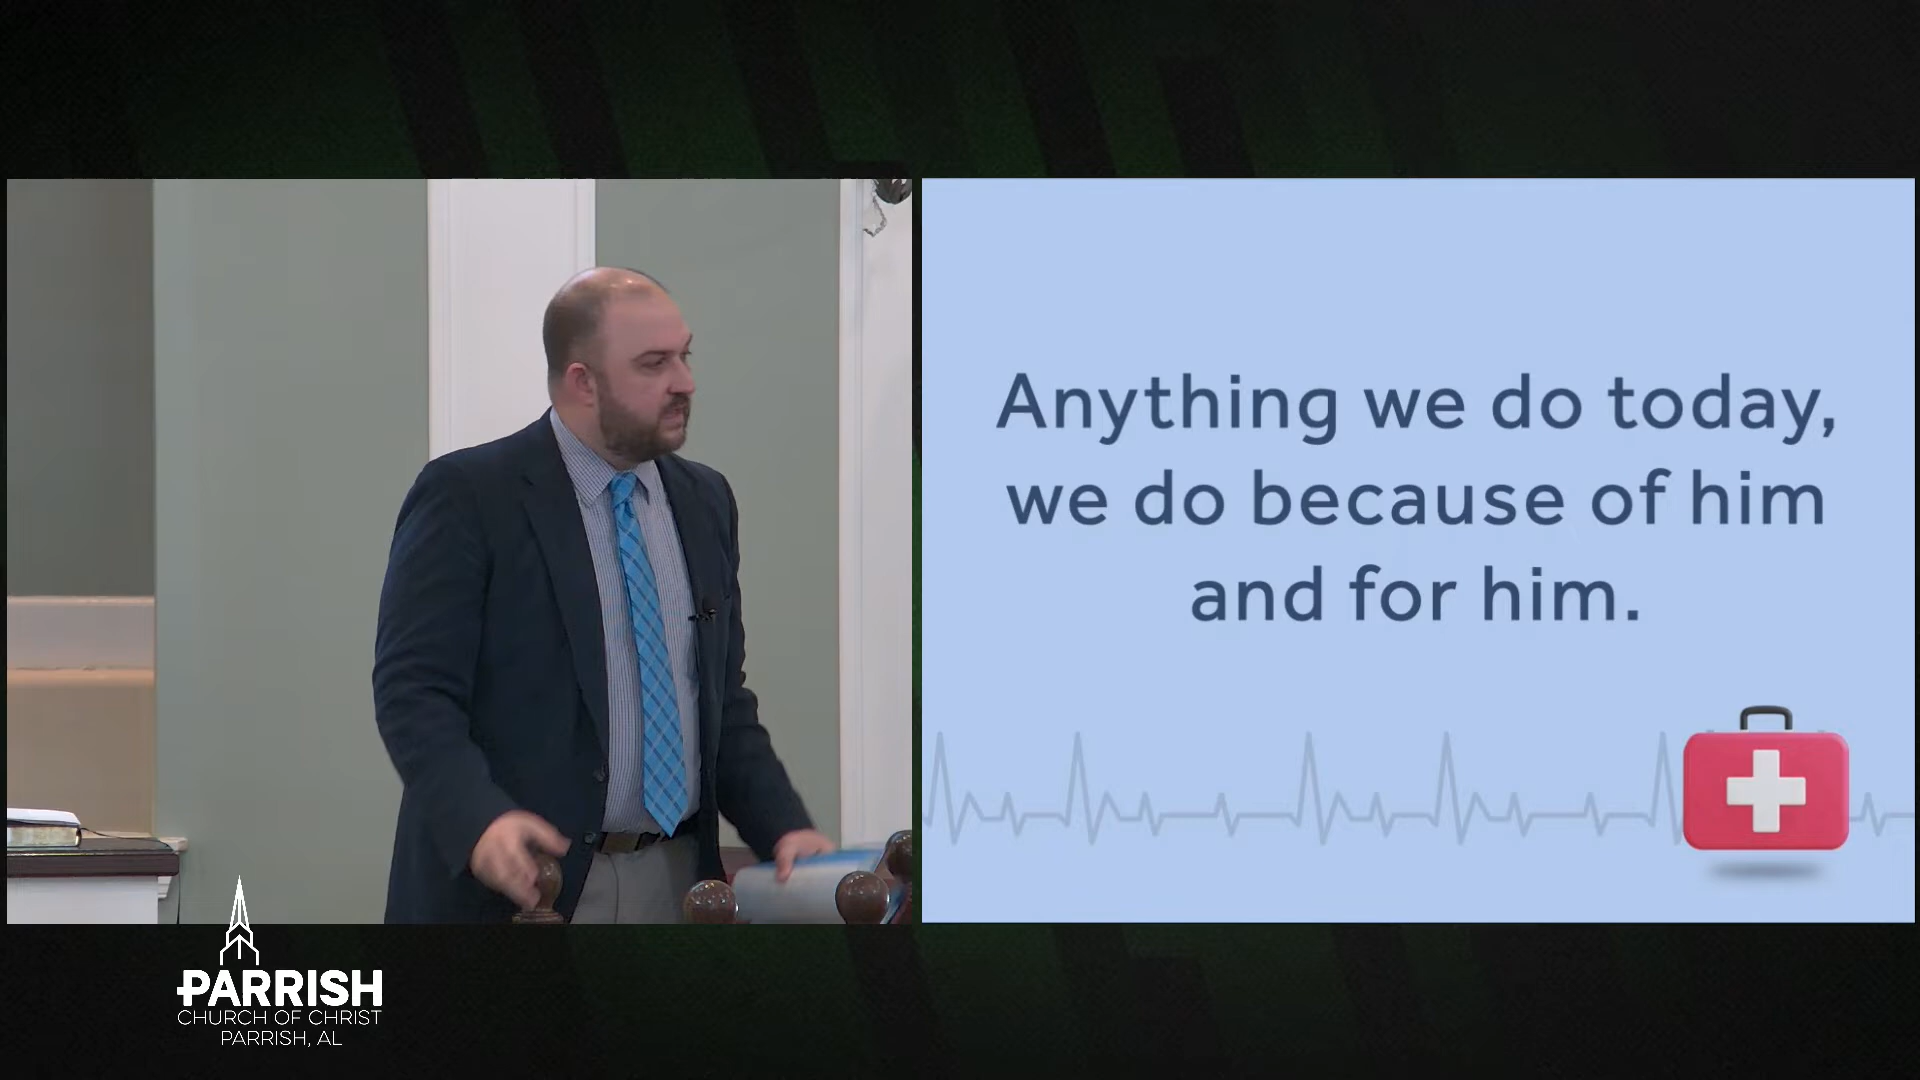 Anything we do today,
we do because of him
and for him.
PARRISH
CHURCH OF CHRIST
PARRISH, AL